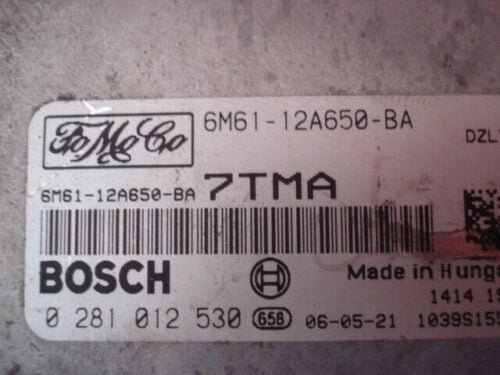 FoMoCo 6M61-12A650-BA
DZL
6M61-12A650-BA 7TMA
BOSCH Made in Hung
1414
0 281 012 530 658 06-05-21 1039S155